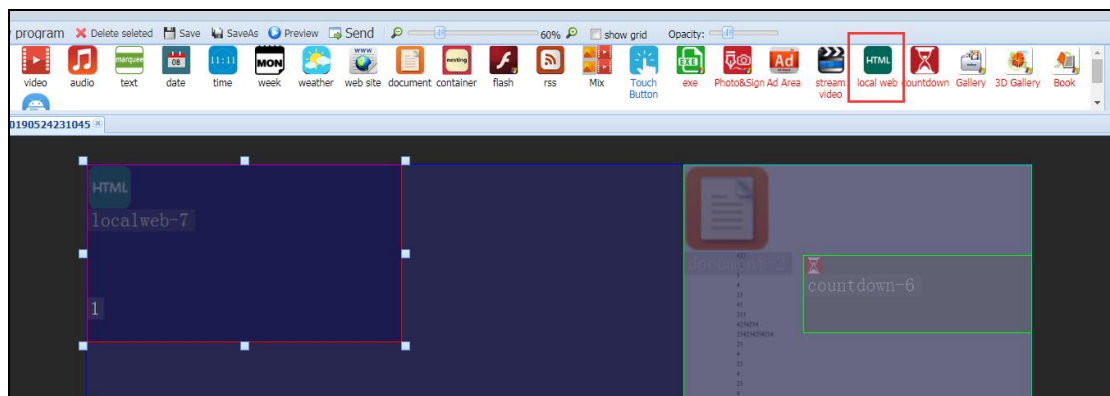 program Delete seleted Save SaveAs Preview Send 60% show grid Opacity:
marquee 08 11:11 MON www nesting EXE Ad HTML
video audio text date time week weather web site document container flash rss Mix Touch Button exe Photo&Sign Ad Area stream video local web countdown Gallery 3D Gallery Book
0190524231045
HTML
localweb-7
document-2
countdown-6
1